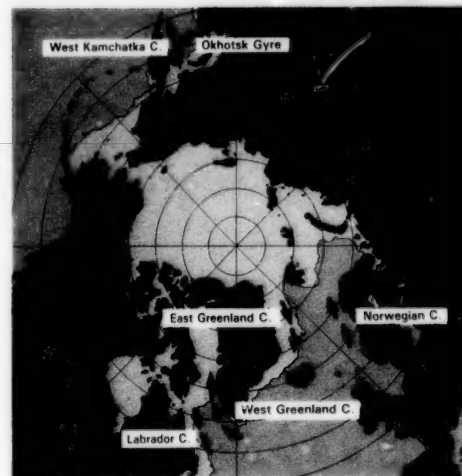 West Kamchatka C.
Okhotsk Gyre
East Greenland C.
Norwegian C.
West Greenland C.
Labrador C.